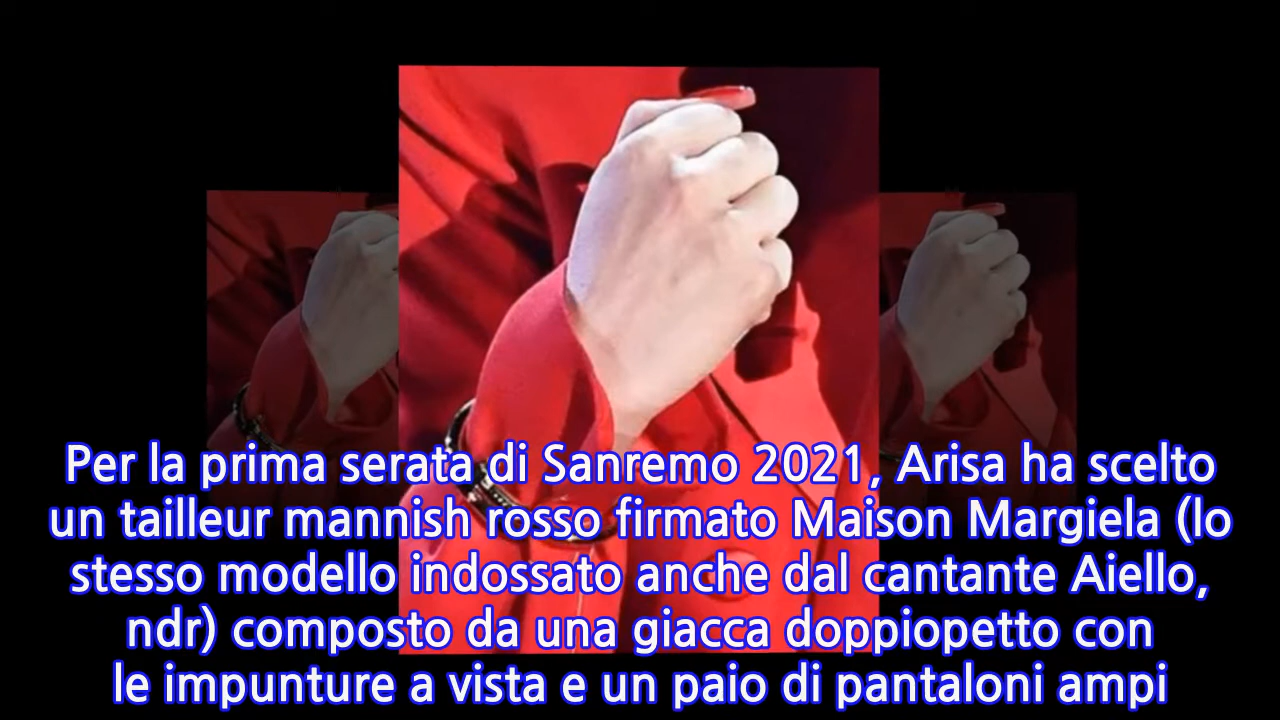 Per la prima serata di Sanremo 2021, Arisa ha scelto
un tailleur mannish rosso firmato Maison Margiela (lo
stesso modello indossato anche dal cantante Aiello,
ndr) composto da una giacca doppiopetto con
le impunture a vista e un paio di pantaloni ampi